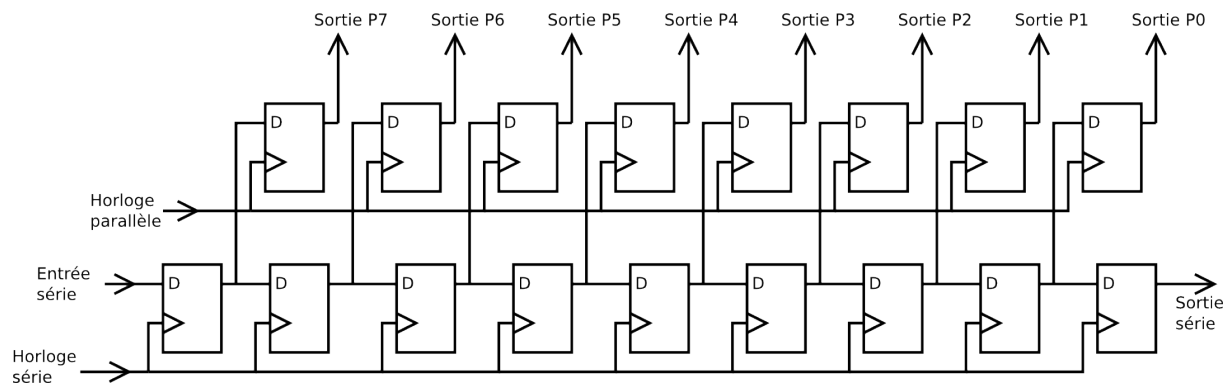 Sortie P7
Sortie P6
Sortie P5
Sortie P4
Sortie P3
Sortie P2
Sortie P1
Sortie P0
D
D
D
D
D
D
D
D
Horloge
parallèle
Entrée
série
D
D
D
D
D
D
D
D
D
Sortie
série
Horloge
série